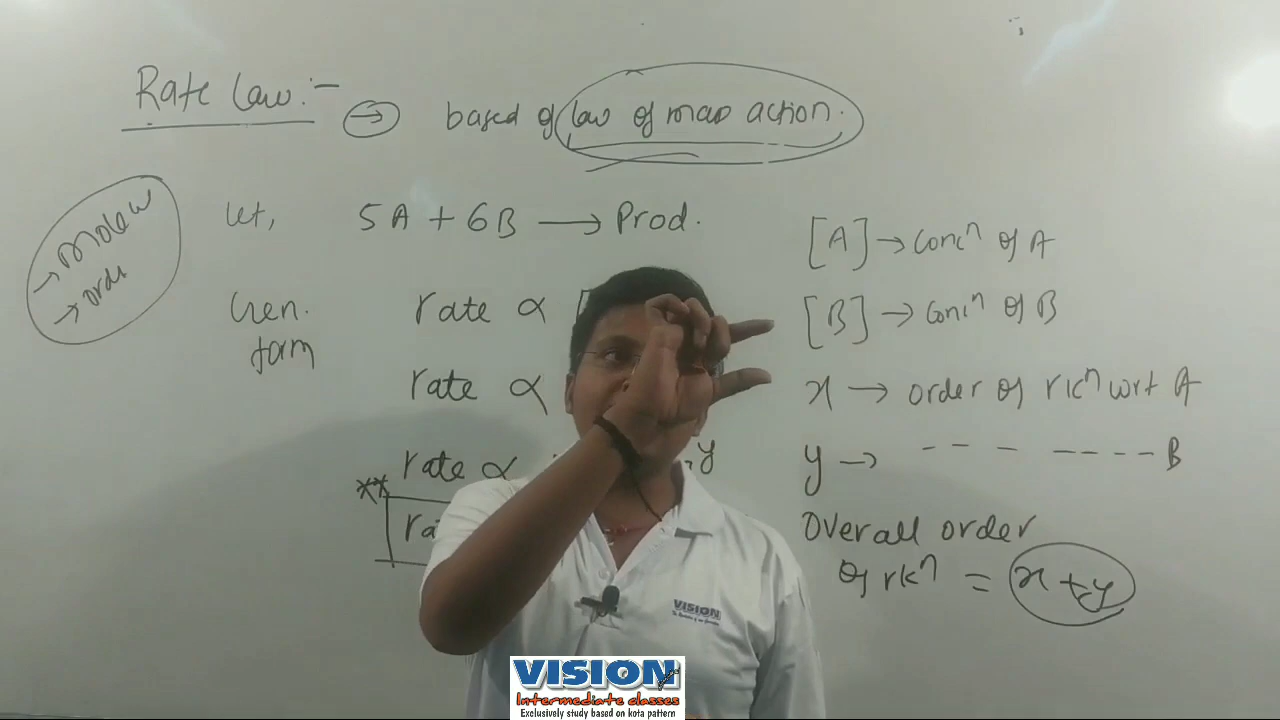 Rate Law :-
→ based of law of mass action.
→ molew
→ orde
Let, 5A + 6B → Prod.
Gen. form
rate ∝ [
rate ∝
rate ∝ y
** ra
[A] → concⁿ of A
[B] → concⁿ of B
x → order of rkⁿ wrt A
y → - - - - - - - B
Overall order
of rkⁿ = x + y
VISION
VISION
Intermediate classes
Exclusively study based on kota pattern